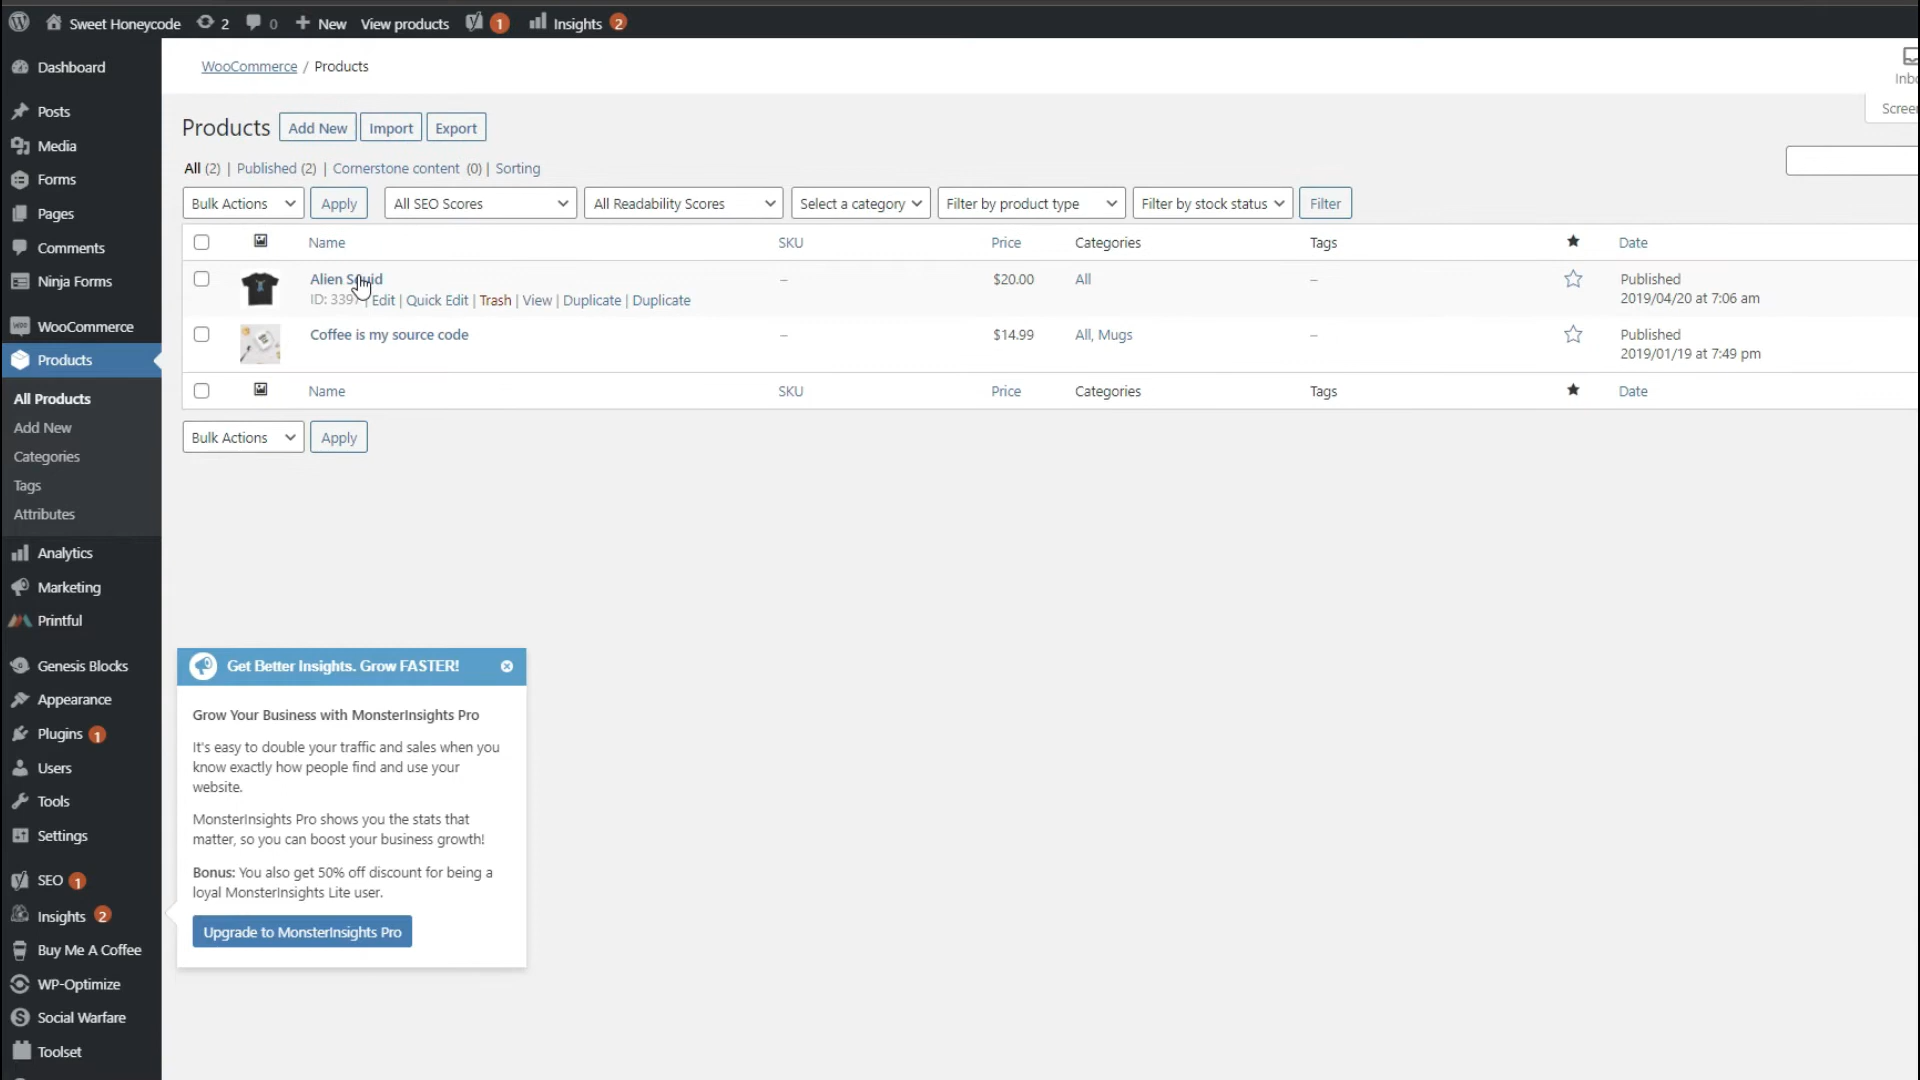 Sweet Honeycode 2 0 New View products 1 Insights 2
Dashboard
Posts
Media
Forms
Pages
Comments
Ninja Forms
WooCommerce
Products
All Products
Add New
Categories
Tags
Attributes
Analytics
Marketing
Printful
Genesis Blocks
Appearance
Plugins 1
Users
Tools
Settings
SEO 1
Insights 2
Buy Me A Coffee
WP-Optimize
Social Warfare
Toolset
WooCommerce / Products
Products Add New Import Export
All (2) | Published (2) | Cornerstone content (0) | Sorting
Bulk Actions Apply All SEO Scores All Readability Scores Select a category Filter by product type Filter by stock status Filter
Name SKU Price Categories Tags Date
Alien – $20.00 All – Published
ID: 3397 | Edit | Quick Edit | Trash | View | Duplicate | Duplicate 2019/04/20 at 7:06 am
Coffee is my source code – $14.99 All, Mugs – Published
2019/01/19 at 7:49 pm
Name SKU Price Categories Tags Date
Bulk Actions Apply
Get Better Insights. Grow FASTER!
Grow Your Business with MonsterInsights Pro
It's easy to double your traffic and sales when you
know exactly how people find and use your
website.
MonsterInsights Pro shows you the stats that
matter, so you can boost your business growth!
Bonus: You also get 50% off discount for being a
loyal MonsterInsights Lite user.
Upgrade to MonsterInsights Pro